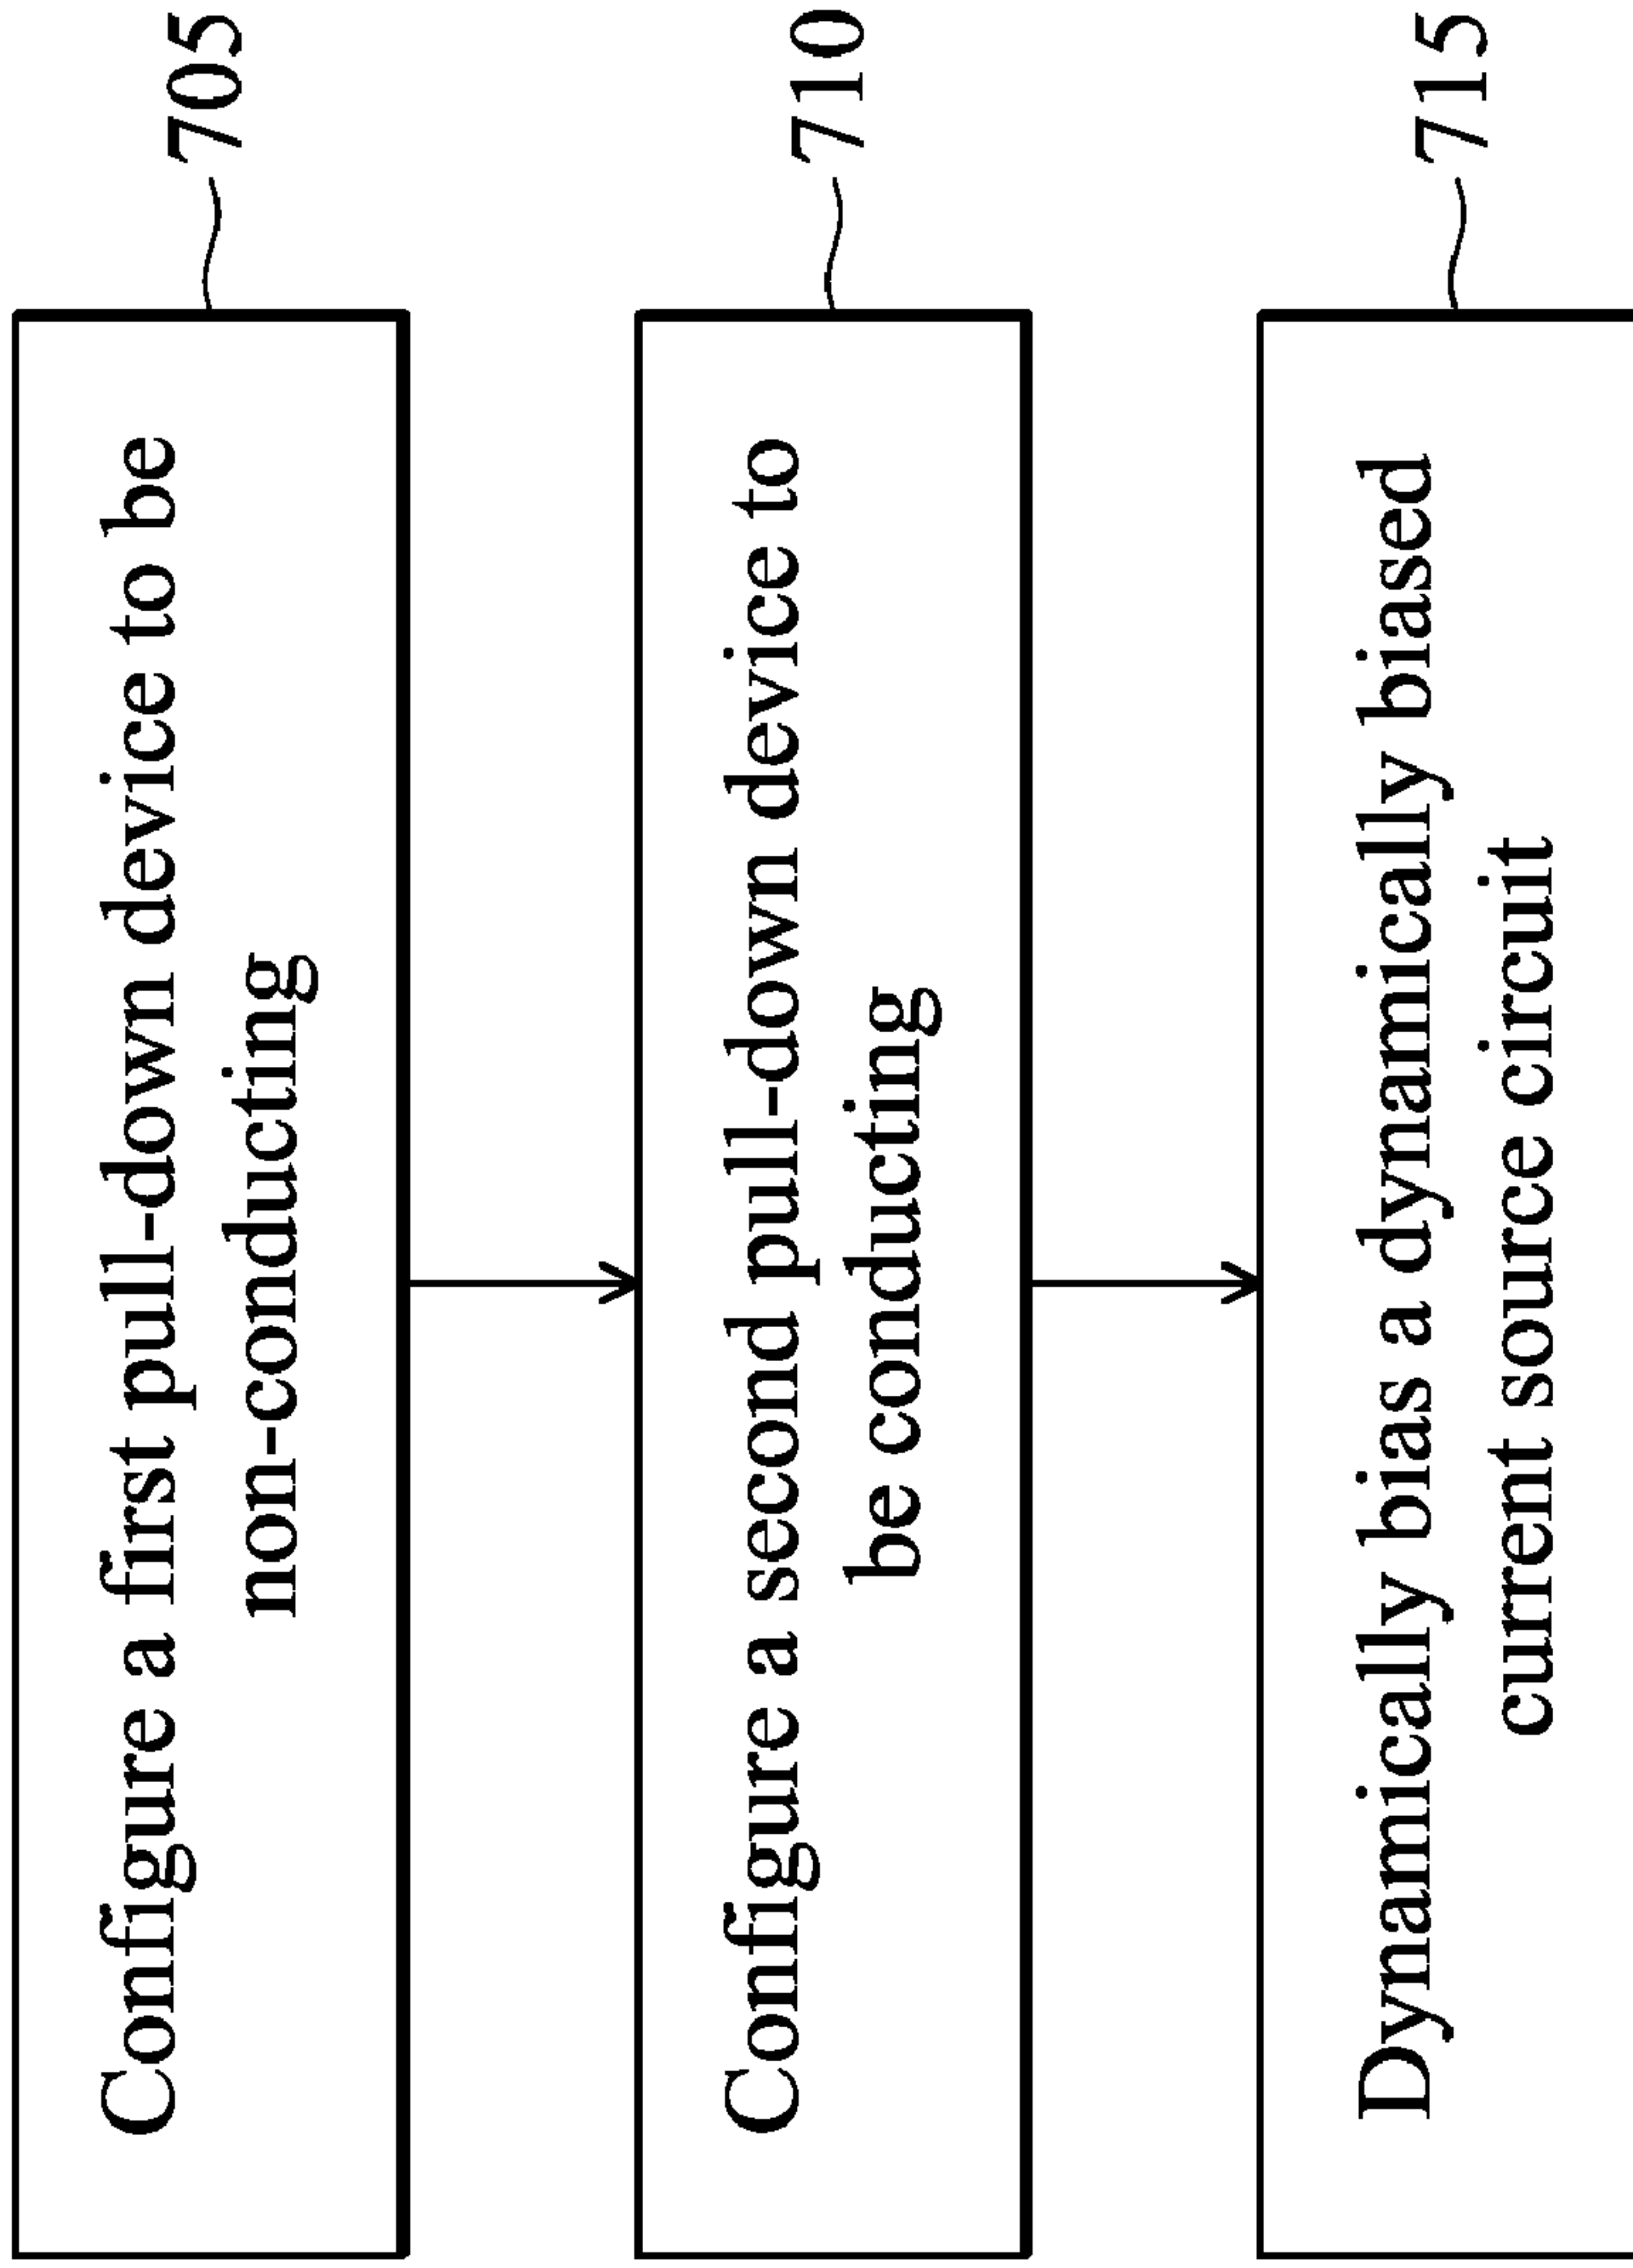 Configure a first pull-down device to be
non-conducting
705
Configure a second pull-down device to
be conducting
710
Dynamically bias a dynamically biased
current source circuit
715